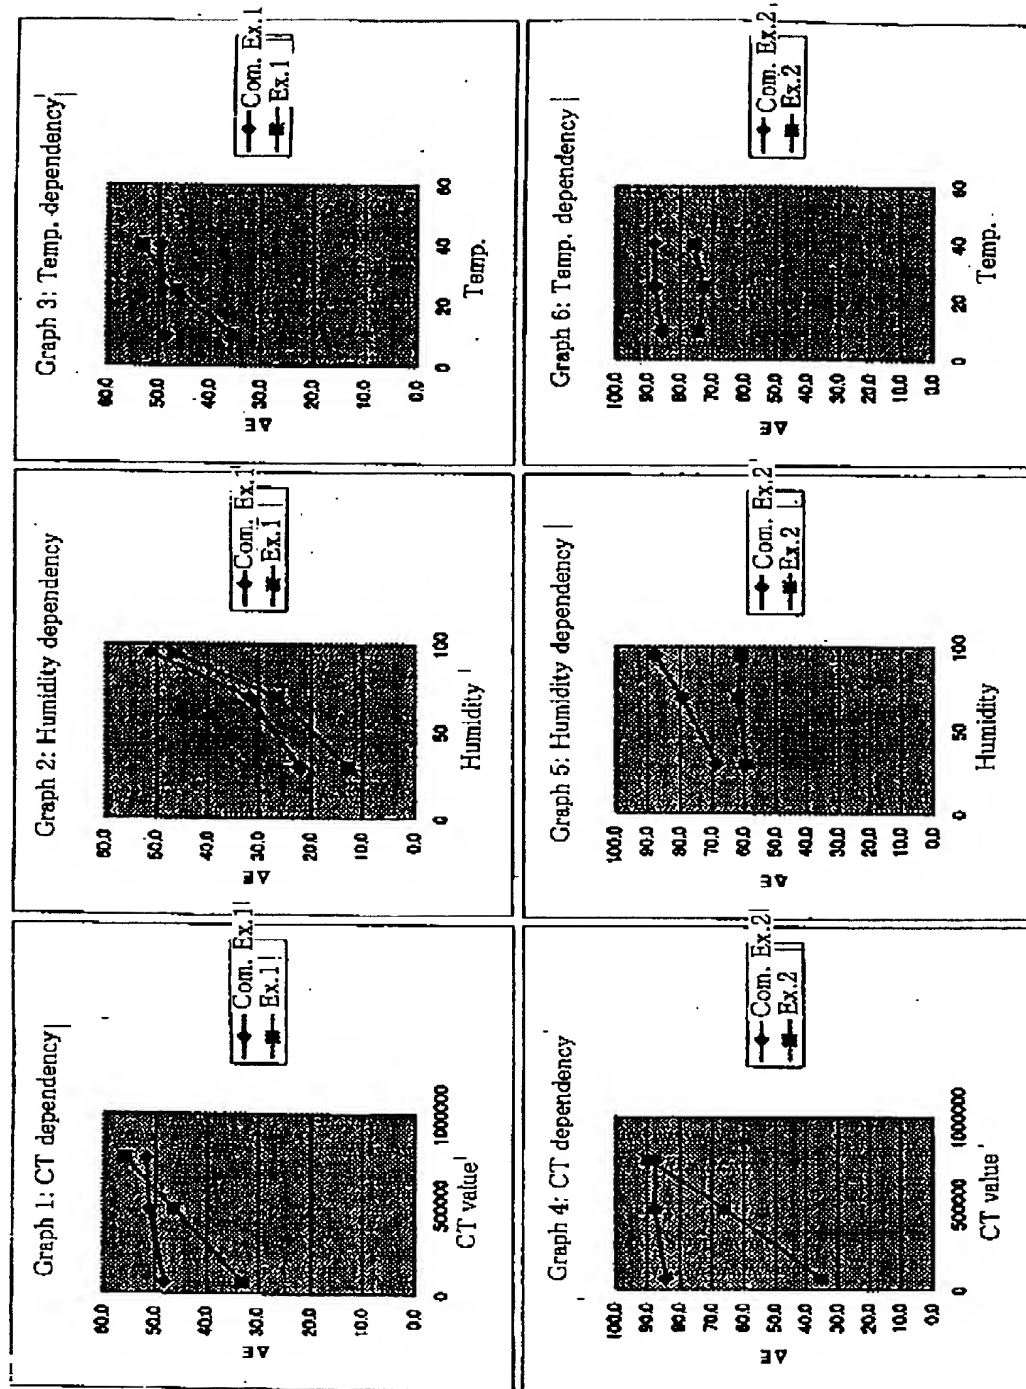 Graph 1: CT dependency
ΔE
60.0
50.0
40.0
30.0
20.0
10.0
0.0
0
500000
1000000
CT value
Com. Ex.1
Ex.1
Graph 2: Humidity dependency
ΔE
60.0
50.0
40.0
30.0
20.0
10.0
0.0
0
50
100
Humidity
Com. Ex.1
Ex.1
Graph 3: Temp. dependency
ΔE
60.0
50.0
40.0
30.0
20.0
10.0
0.0
0
20
40
60
Temp.
Com. Ex.1
Ex.1
Graph 4: CT dependency
ΔE
100.0
90.0
80.0
70.0
60.0
50.0
40.0
30.0
20.0
10.0
0.0
0
500000
1000000
CT value
Com. Ex.2
Ex.2
Graph 5: Humidity dependency
ΔE
100.0
90.0
80.0
70.0
60.0
50.0
40.0
30.0
20.0
10.0
0.0
0
50
100
Humidity
Com. Ex.2
Ex.2
Graph 6: Temp. dependency
ΔE
100.0
90.0
80.0
70.0
60.0
50.0
40.0
30.0
20.0
10.0
0.0
0
20
40
60
Temp.
Com. Ex.2
Ex.2